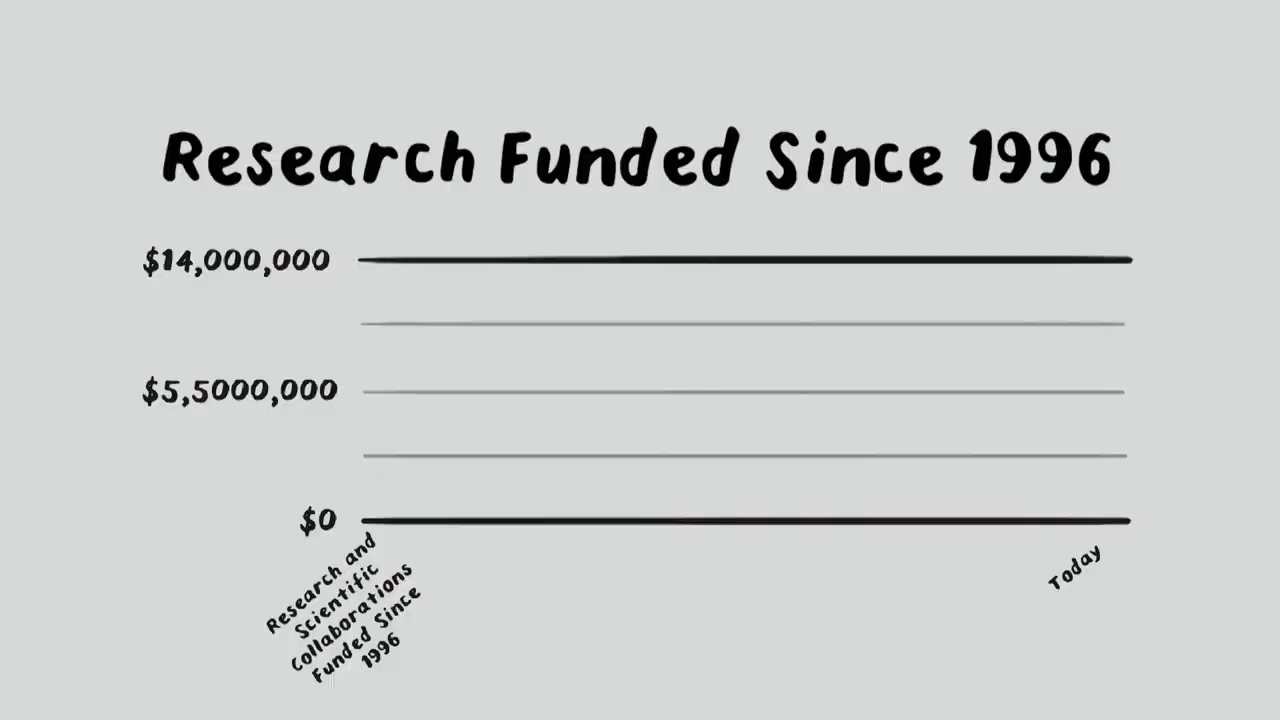 Research Funded Since 1996
$14,000,000
$5,5000,000
$0
Research and
Scientific
Collaborations
Funded Since
1996
Today